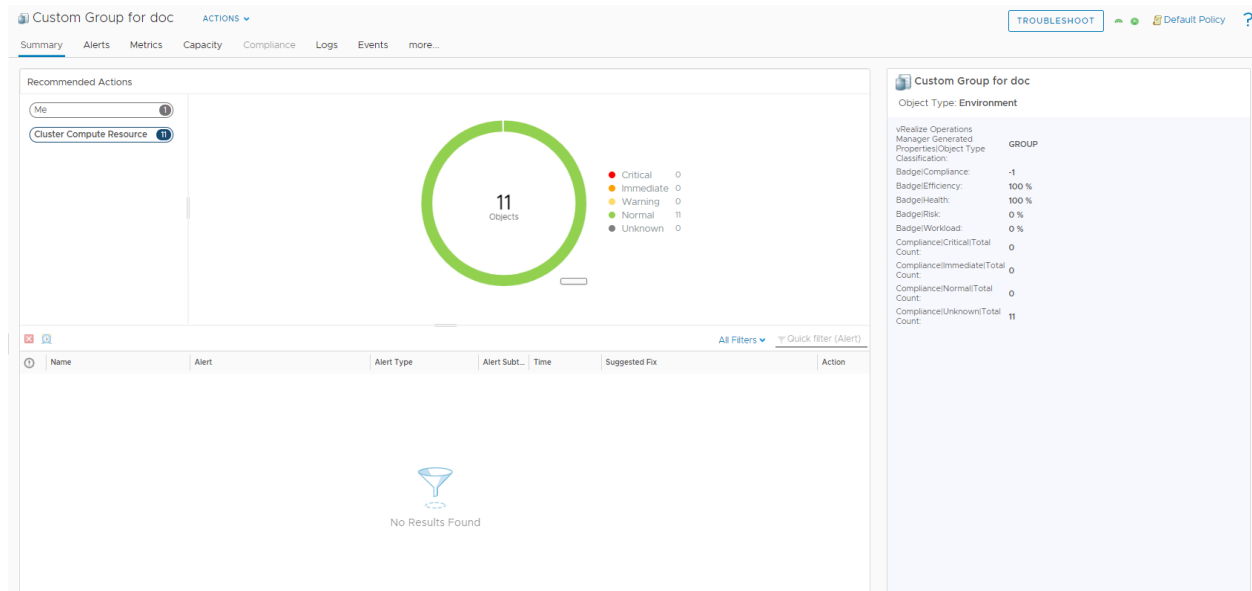 Custom Group for doc ACTIONS
TROUBLESHOOT Default Policy ?
Summary Alerts Metrics Capacity Compliance Logs Events more...
Recommended Actions
Me 1
Cluster Compute Resource 11
11
Objects
Critical 0
Immediate 0
Warning 0
Normal 11
Unknown 0
All Filters Quick filter (Alert)
Name Alert Alert Type Alert Subt... Time Suggested Fix Action
No Results Found
Custom Group for doc
Object Type: Environment
vRealize Operations
Manager Generated
Properties|Object Type
Classification: GROUP
Badge|Compliance: -1
Badge|Efficiency: 100 %
Badge|Health: 100 %
Badge|Risk: 0 %
Badge|Workload: 0 %
Compliance|Critical|Total
Count: 0
Compliance|Immediate|Total
Count: 0
Compliance|Normal|Total
Count: 0
Compliance|Unknown|Total
Count: 11